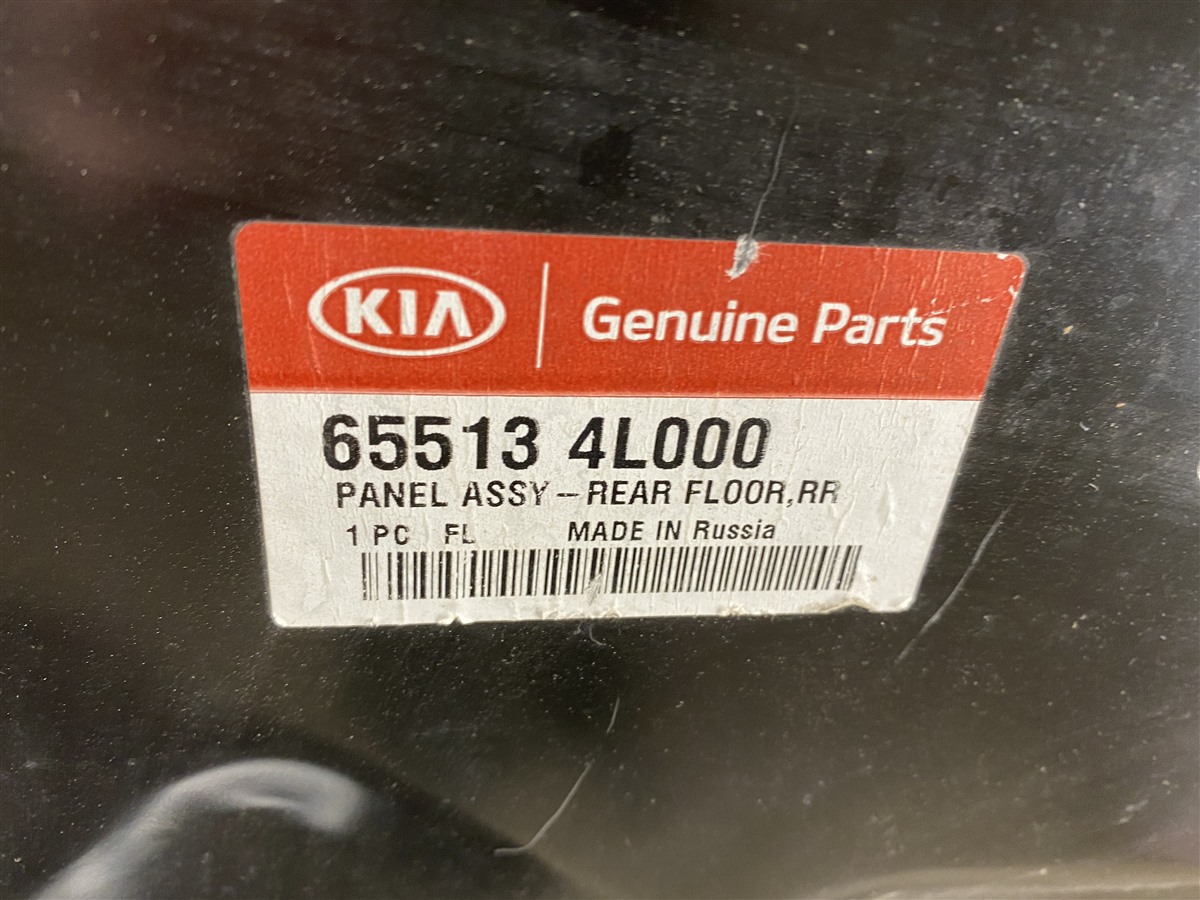 KIA Genuine Parts
65513 4L000
PANEL ASSY-REAR FLOOR,RR
1 PC FL MADE IN Russia